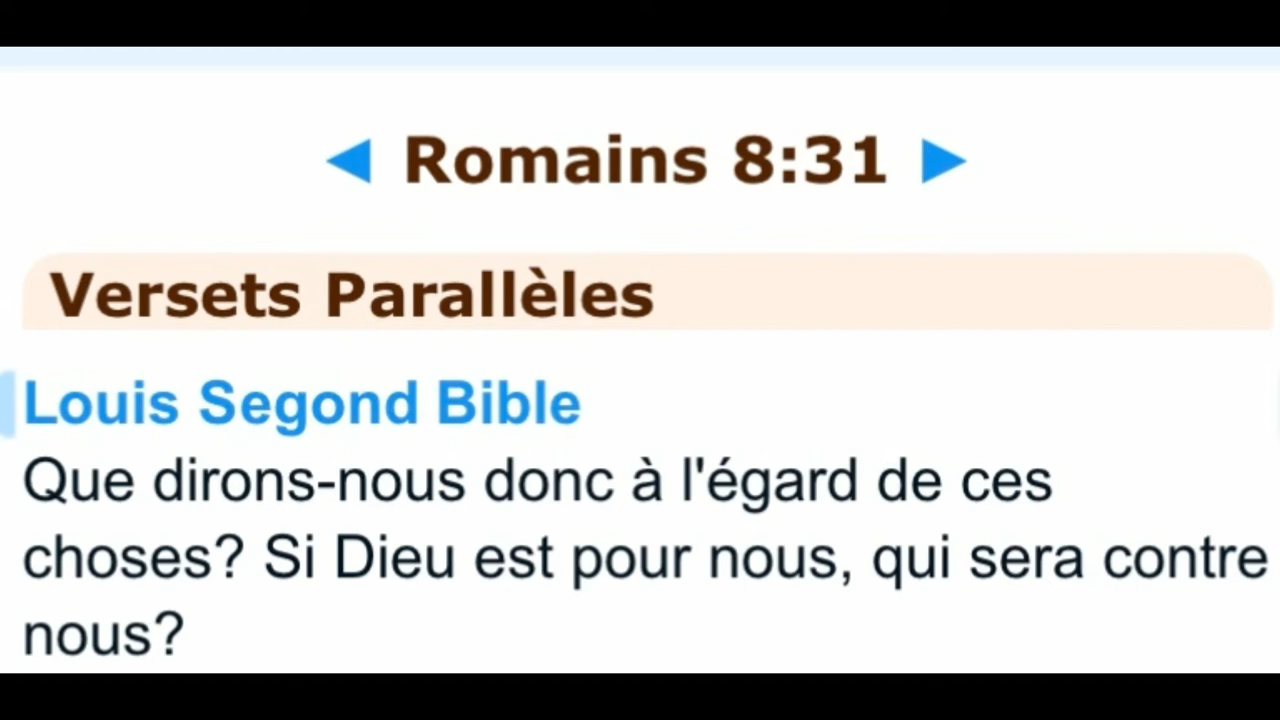 Romains 8:31
Versets Parallèles
Louis Segond Bible
Que dirons-nous donc à l'égard de ces
choses? Si Dieu est pour nous, qui sera contre
nous?